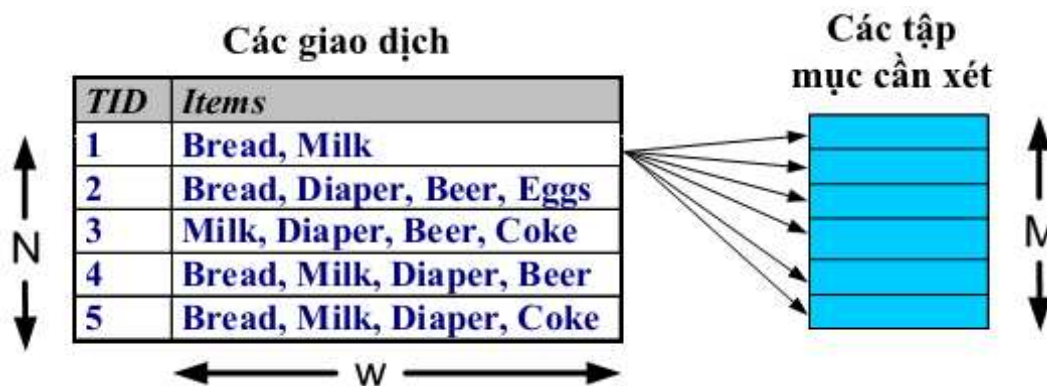 Các giao dịch
TID Items
1 Bread, Milk
2 Bread, Diaper, Beer, Eggs
3 Milk, Diaper, Beer, Coke
4 Bread, Milk, Diaper, Beer
5 Bread, Milk, Diaper, Coke
N
w
Các tập
mục cần xét
M